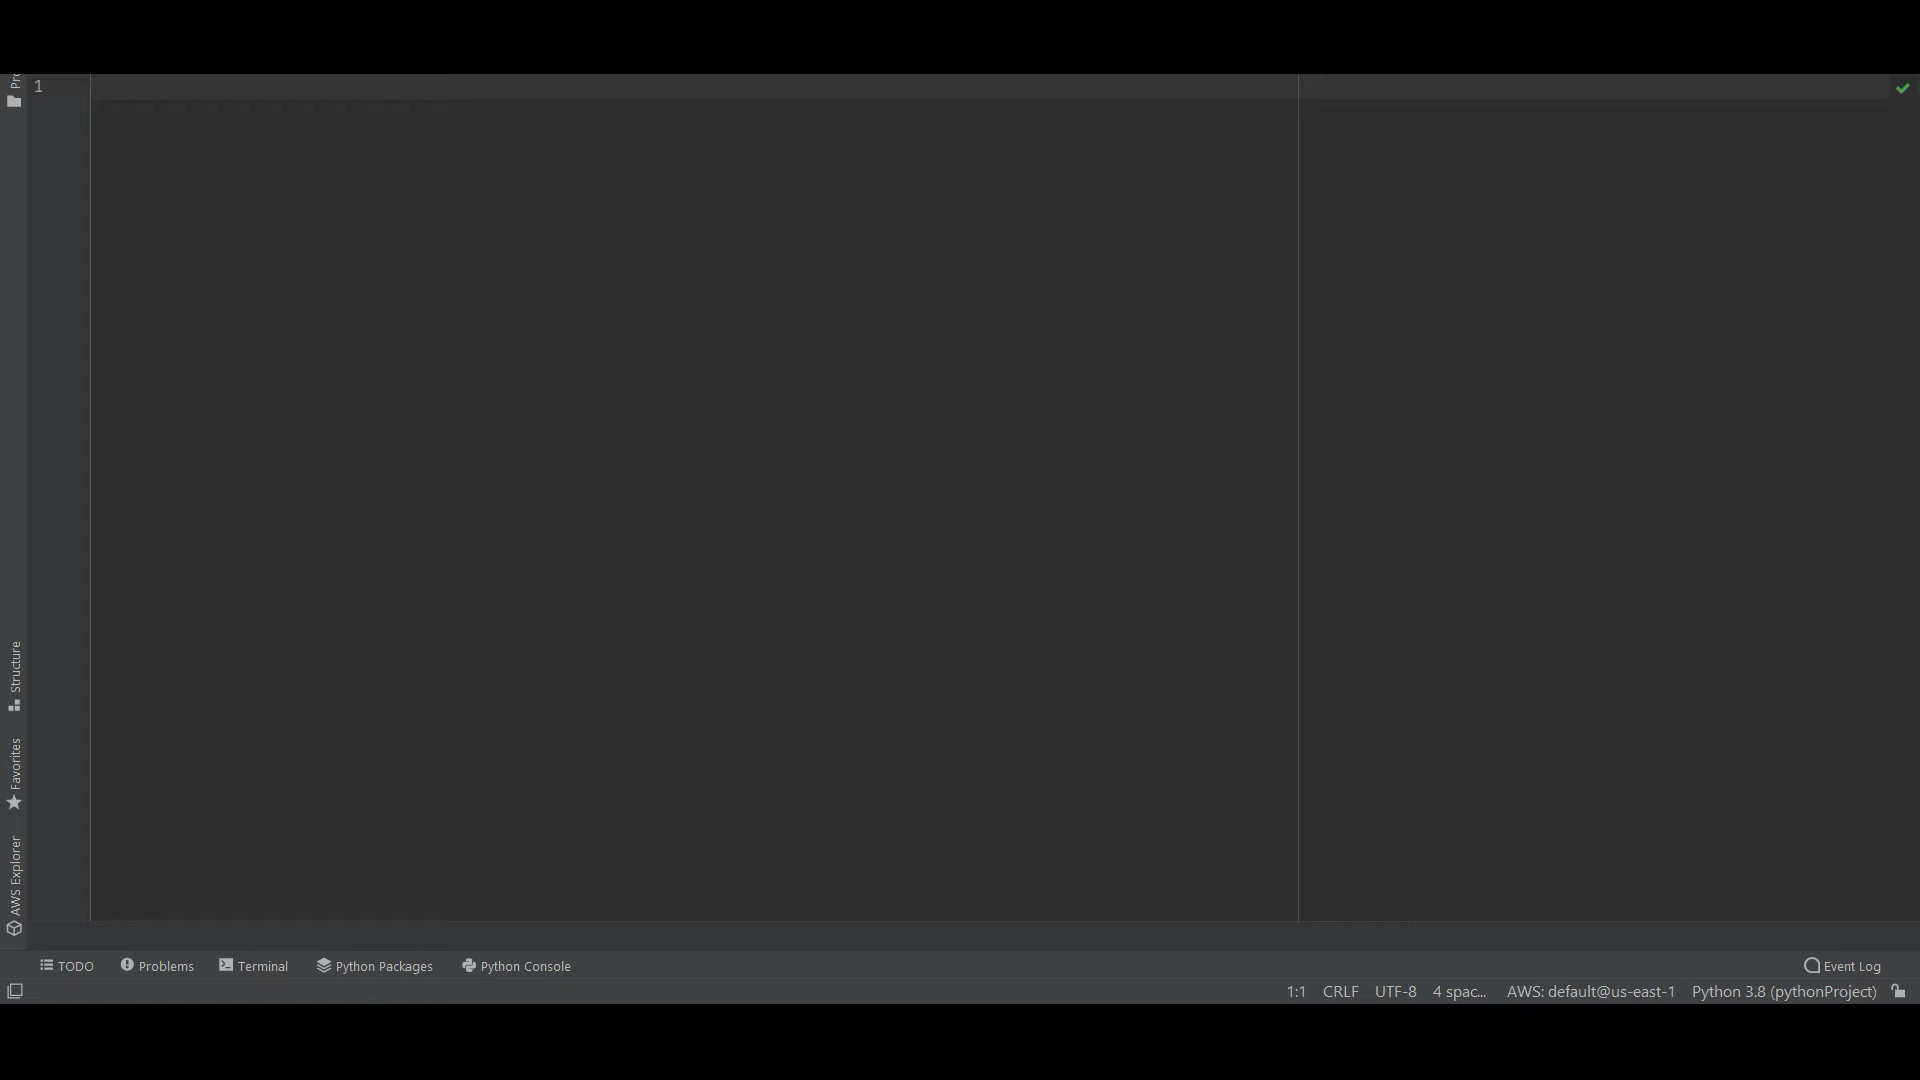 1
Structure
Favorites
AWS Explorer
TODO Problems Terminal Python Packages Python Console Event Log
1:1 CRLF UTF-8 4 spac... AWS: default@us-east-1 Python 3.8 (pythonProject)